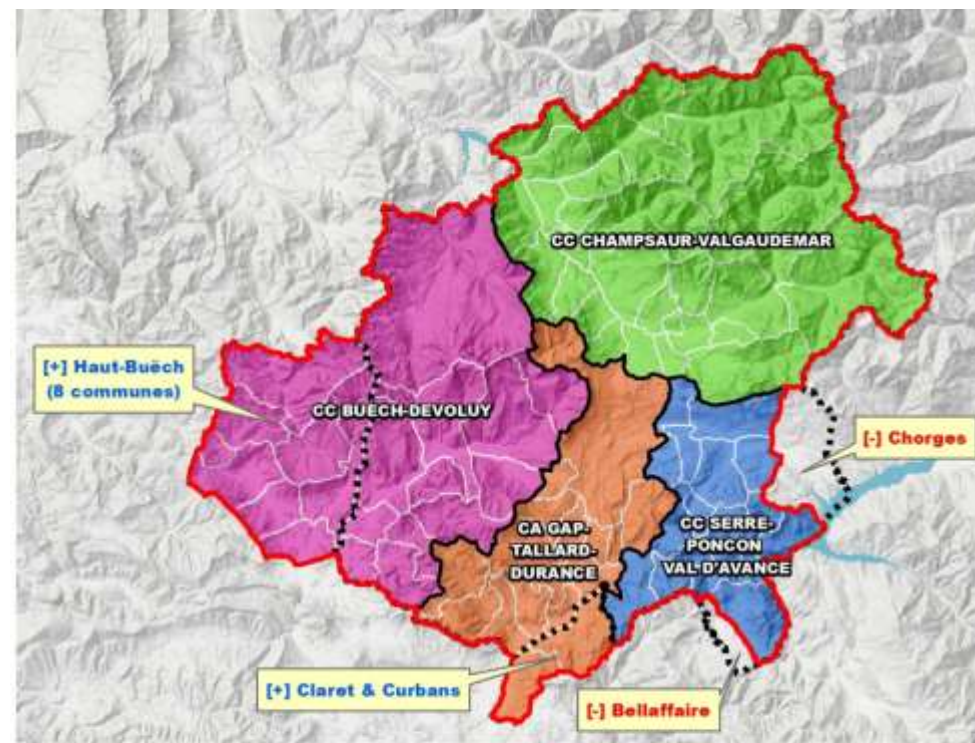 CC CHAMPSAUR-VALGAUDEMAR
[+] Haut-Buëch
(8 communes)
CC BUECH-DEVOLUY
[-] Chorges
CA GAP-
TALLARD-
DURANCE
CC SERRE-
PONCON
VAL D'AVANCE
[+] Claret & Curbans
[-] Bellaffaire